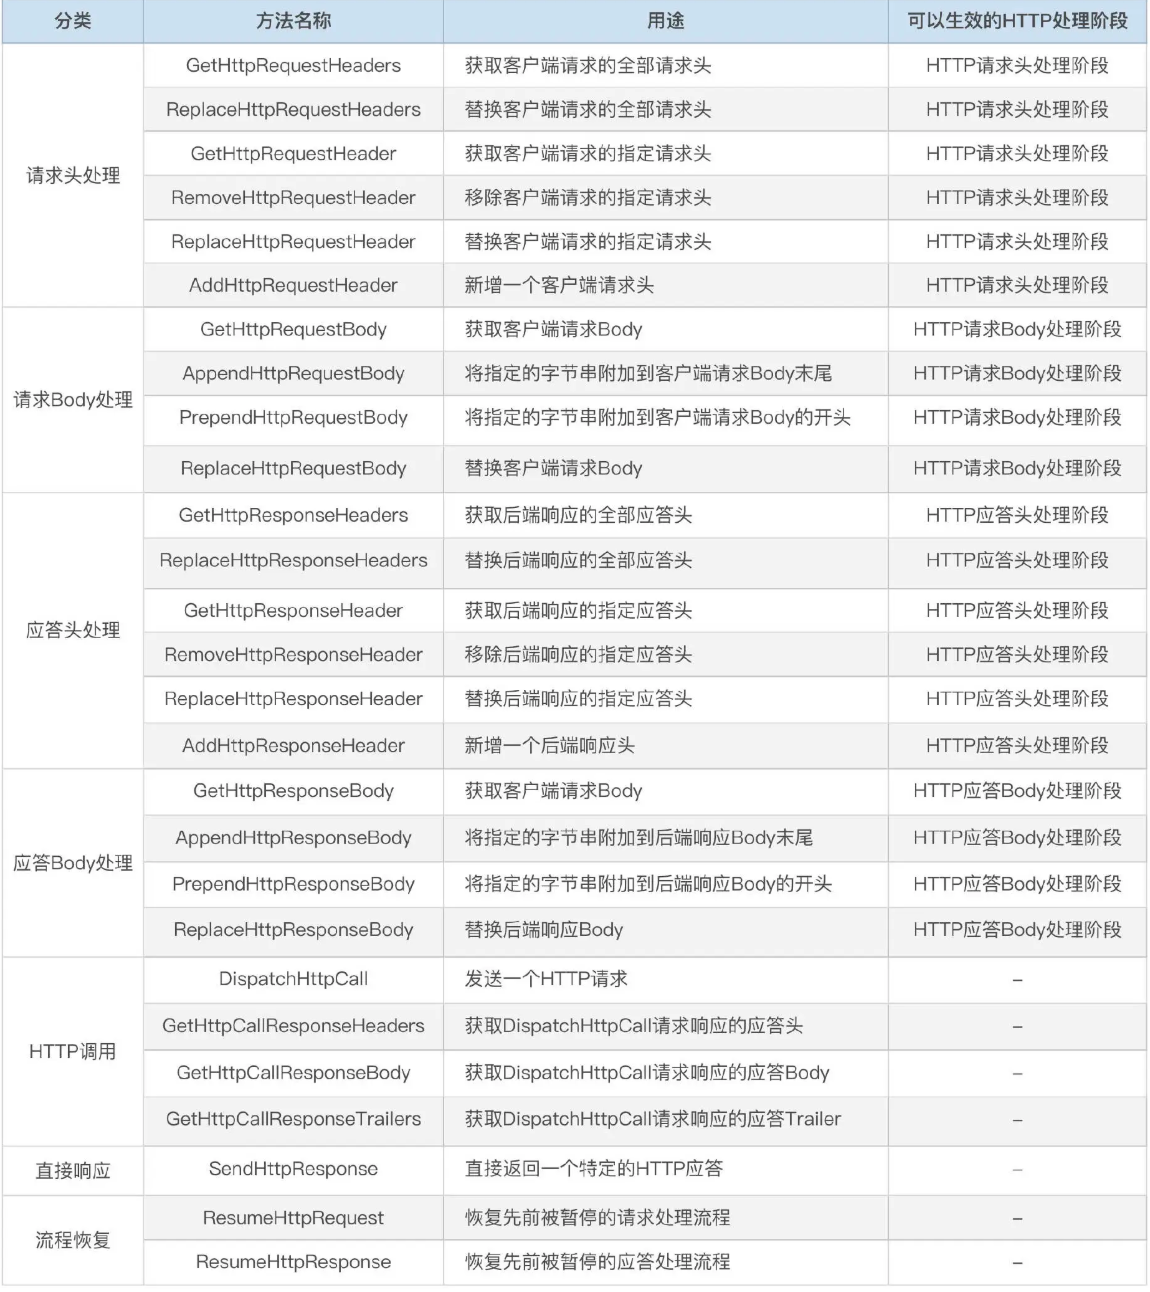 分类 方法名称 用途 可以生效的HTTP处理阶段
请求头处理
GetHttpRequestHeaders 获取客户端请求的全部请求头 HTTP请求头处理阶段
ReplaceHttpRequestHeaders 替换客户端请求的全部请求头 HTTP请求头处理阶段
GetHttpRequestHeader 获取客户端请求的指定请求头 HTTP请求头处理阶段
RemoveHttpRequestHeader 移除客户端请求的指定请求头 HTTP请求头处理阶段
ReplaceHttpRequestHeader 替换客户端请求的指定请求头 HTTP请求头处理阶段
AddHttpRequestHeader 新增一个客户端请求头 HTTP请求头处理阶段
请求Body处理
GetHttpRequestBody 获取客户端请求Body HTTP请求Body处理阶段
AppendHttpRequestBody 将指定的字节串附加到客户端请求Body末尾 HTTP请求Body处理阶段
PrependHttpRequestBody 将指定的字节串附加到客户端请求Body的开头 HTTP请求Body处理阶段
ReplaceHttpRequestBody 替换客户端请求Body HTTP请求Body处理阶段
应答头处理
GetHttpResponseHeaders 获取后端响应的全部应答头 HTTP应答头处理阶段
ReplaceHttpResponseHeaders 替换后端响应的全部应答头 HTTP应答头处理阶段
GetHttpResponseHeader 获取后端响应的指定应答头 HTTP应答头处理阶段
RemoveHttpResponseHeader 移除后端响应的指定应答头 HTTP应答头处理阶段
ReplaceHttpResponseHeader 替换后端响应的指定应答头 HTTP应答头处理阶段
AddHttpResponseHeader 新增一个后端响应头 HTTP应答头处理阶段
应答Body处理
GetHttpResponseBody 获取客户端请求Body HTTP应答Body处理阶段
AppendHttpResponseBody 将指定的字节串附加到后端响应Body末尾 HTTP应答Body处理阶段
PrependHttpResponseBody 将指定的字节串附加到后端响应Body的开头 HTTP应答Body处理阶段
ReplaceHttpResponseBody 替换后端响应Body HTTP应答Body处理阶段
HTTP调用
DispatchHttpCall 发送一个HTTP请求 –
GetHttpCallResponseHeaders 获取DispatchHttpCall请求响应的应答头 –
GetHttpCallResponseBody 获取DispatchHttpCall请求响应的应答Body –
GetHttpCallResponseTrailers 获取DispatchHttpCall请求响应的应答Trailer –
直接响应 SendHttpResponse 直接返回一个特定的HTTP应答 –
流程恢复
ResumeHttpRequest 恢复先前被暂停的请求处理流程 –
ResumeHttpResponse 恢复先前被暂停的应答处理流程 –